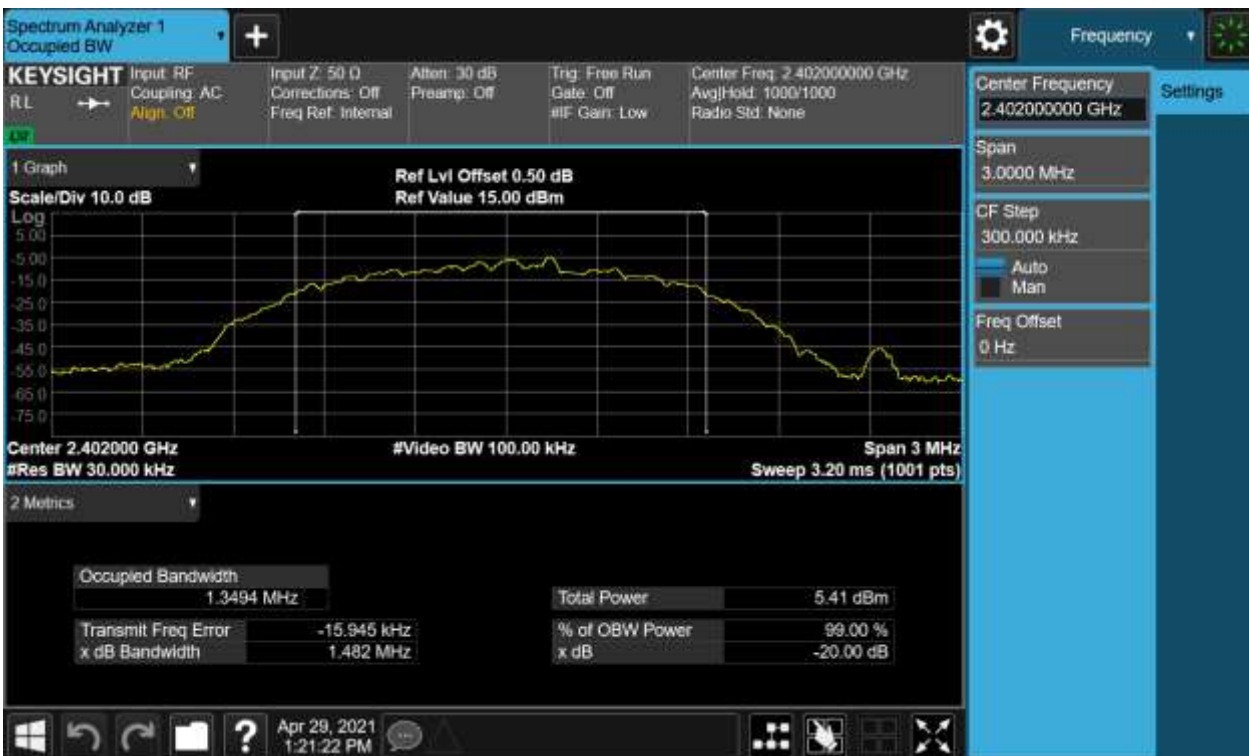 Spectrum Analyzer 1
Occupied BW
Frequency
KEYSIGHT
RL
Input: RF
Coupling: AC
Align: Off
Input Z: 50 Ω
Corrections: Off
Freq Ref: Internal
Atten: 30 dB
Preamp: Off
Trig: Free Run
Gate: Off
#IF Gain: Low
Center Freq: 2.402000000 GHz
Avg|Hold: 1000/1000
Radio Std: None
Center Frequency
2.402000000 GHz
Settings
Span
3.0000 MHz
CF Step
300.000 kHz
Auto
Man
Freq Offset
0 Hz
1 Graph
Scale/Div 10.0 dB
Ref Lvl Offset 0.50 dB
Ref Value 15.00 dBm
Log
5.00
-5.00
-15.0
-25.0
-35.0
-45.0
-55.0
-65.0
-75.0
Center 2.402000 GHz
#Video BW 100.00 kHz
Span 3 MHz
#Res BW 30.000 kHz
Sweep 3.20 ms (1001 pts)
2 Metrics
Occupied Bandwidth
1.3494 MHz
Total Power 5.41 dBm
Transmit Freq Error -15.945 kHz
% of OBW Power 99.00 %
x dB Bandwidth 1.482 MHz
x dB -20.00 dB
?
Apr 29, 2021
1:21:22 PM